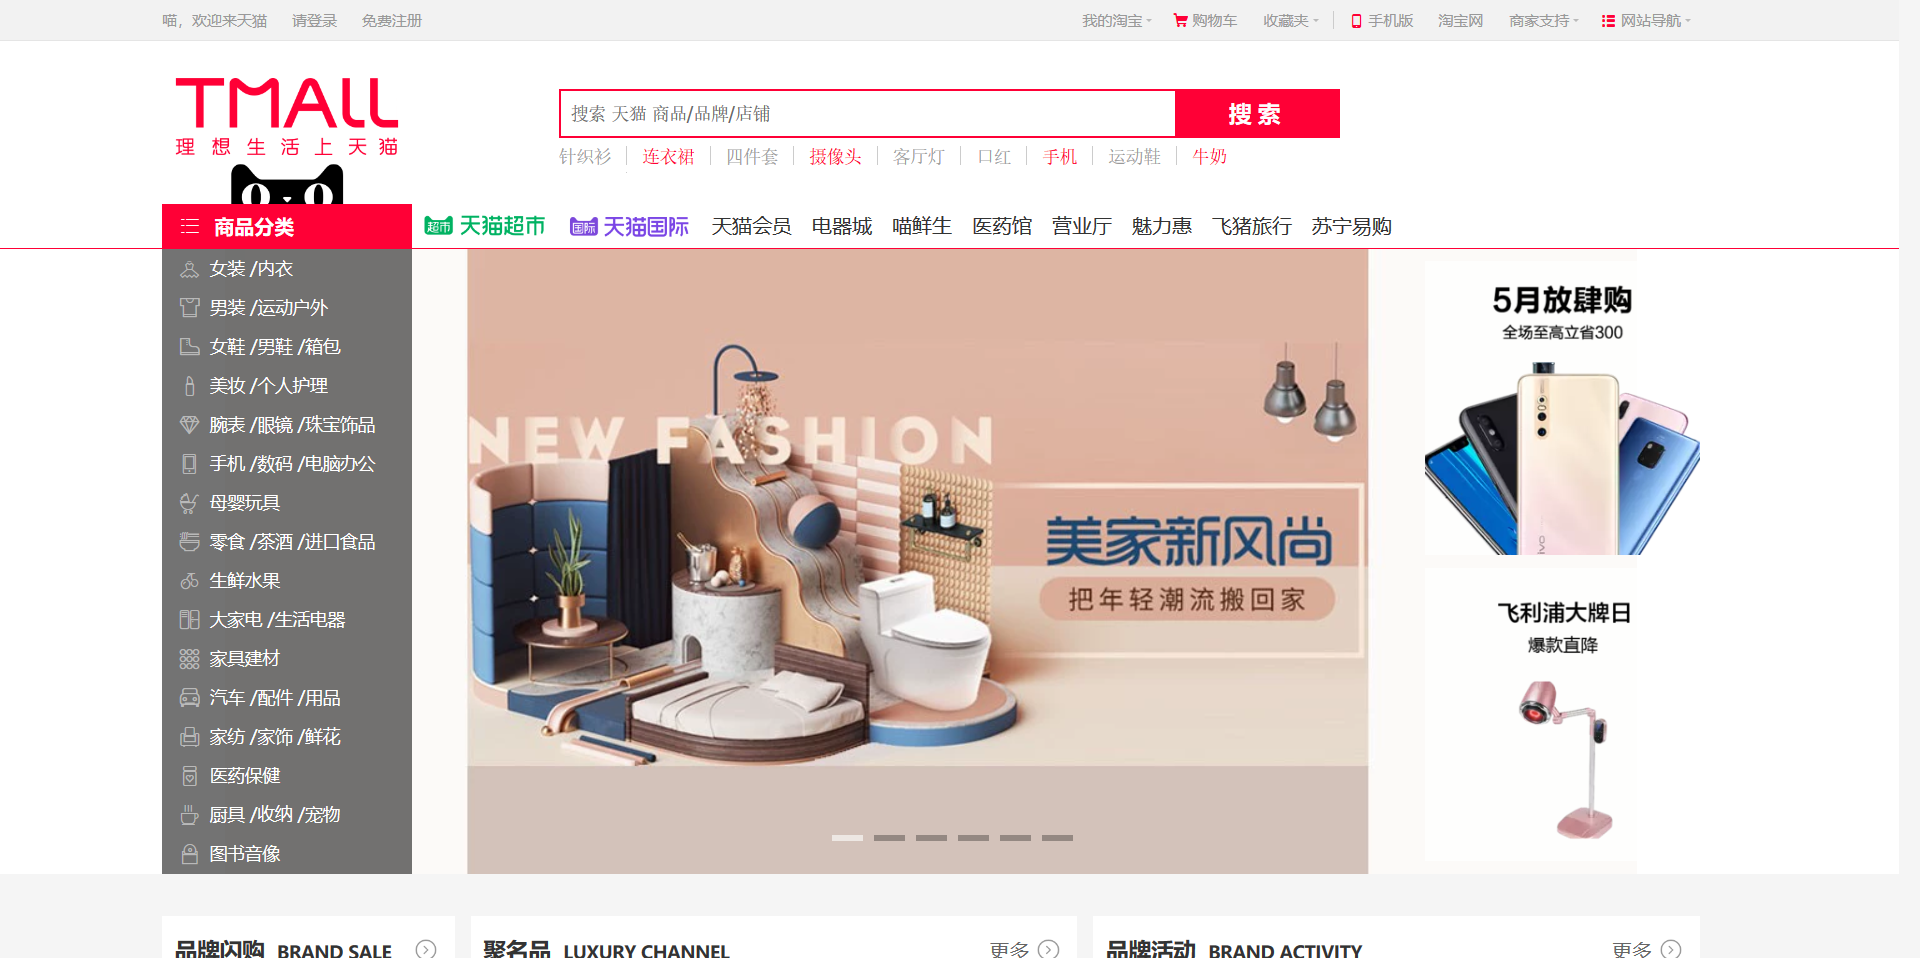 喵，欢迎来天猫 请登录 免费注册 我的淘宝 购物车 收藏夹 手机版 淘宝网 商家支持 网站导航
TMALL
理想生活上天猫
搜索 天猫 商品/品牌/店铺 搜索
针织衫 连衣裙 四件套 摄像头 客厅灯 口红 手机 运动鞋 牛奶
商品分类 超市 天猫超市 国际 天猫国际 天猫会员 电器城 喵鲜生 医药馆 营业厅 魅力惠 飞猪旅行 苏宁易购
女装 /内衣
男装 /运动户外
女鞋 /男鞋 /箱包
美妆 /个人护理
腕表 /眼镜 /珠宝饰品
手机 /数码 /电脑办公
母婴玩具
零食 /茶酒 /进口食品
生鲜水果
大家电 /生活电器
家具建材
汽车 /配件 /用品
家纺 /家饰 /鲜花
医药保健
厨具 /收纳 /宠物
图书音像
NEW FASHION
美家新风尚
把年轻潮流搬回家
5月放肆购
全场至高立省300
vivo
飞利浦大牌日
爆款直降
品牌闪购 BRAND SALE
聚名品 LUXURY CHANNEL 更多
品牌活动 BRAND ACTIVITY 更多